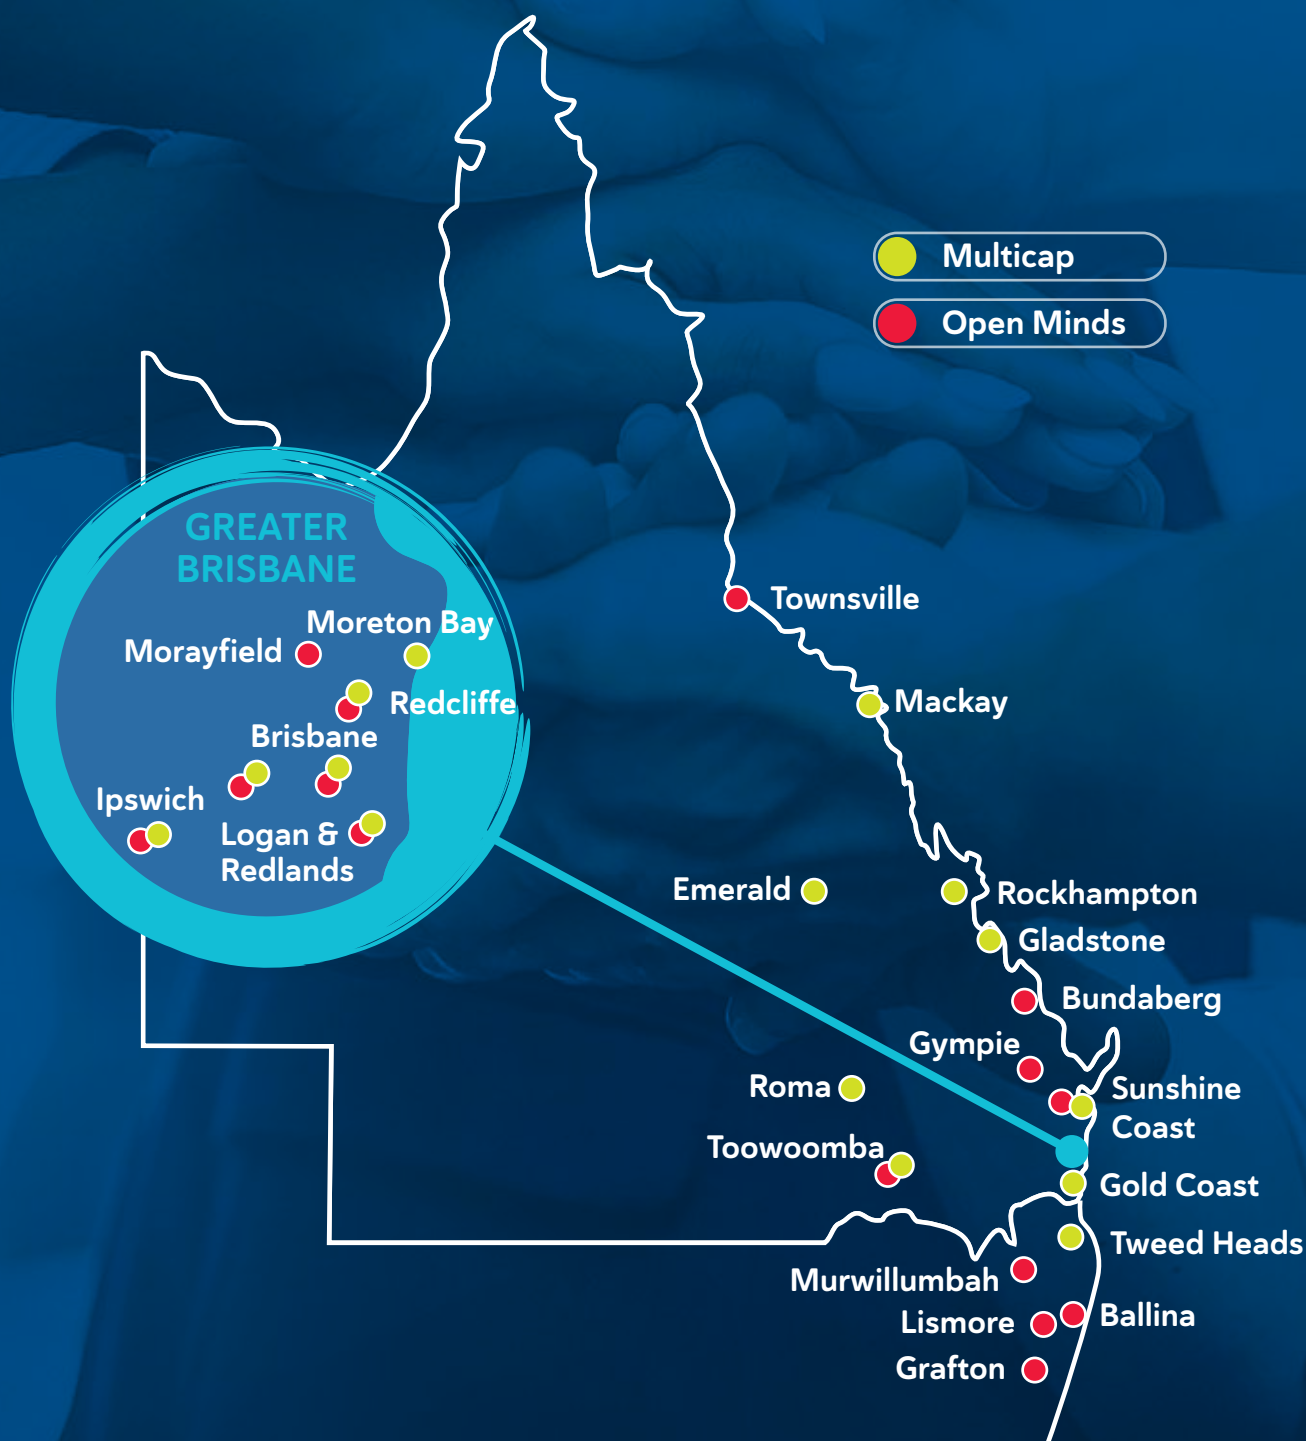 Multicap
Open Minds
GREATER
BRISBANE
Moreton Bay
Morayfield
Redcliffe
Brisbane
Ipswich
Logan &
Redlands
Townsville
Mackay
Emerald
Rockhampton
Gladstone
Bundaberg
Gympie
Roma
Sunshine
Coast
Toowoomba
Gold Coast
Tweed Heads
Murwillumbah
Lismore
Ballina
Grafton